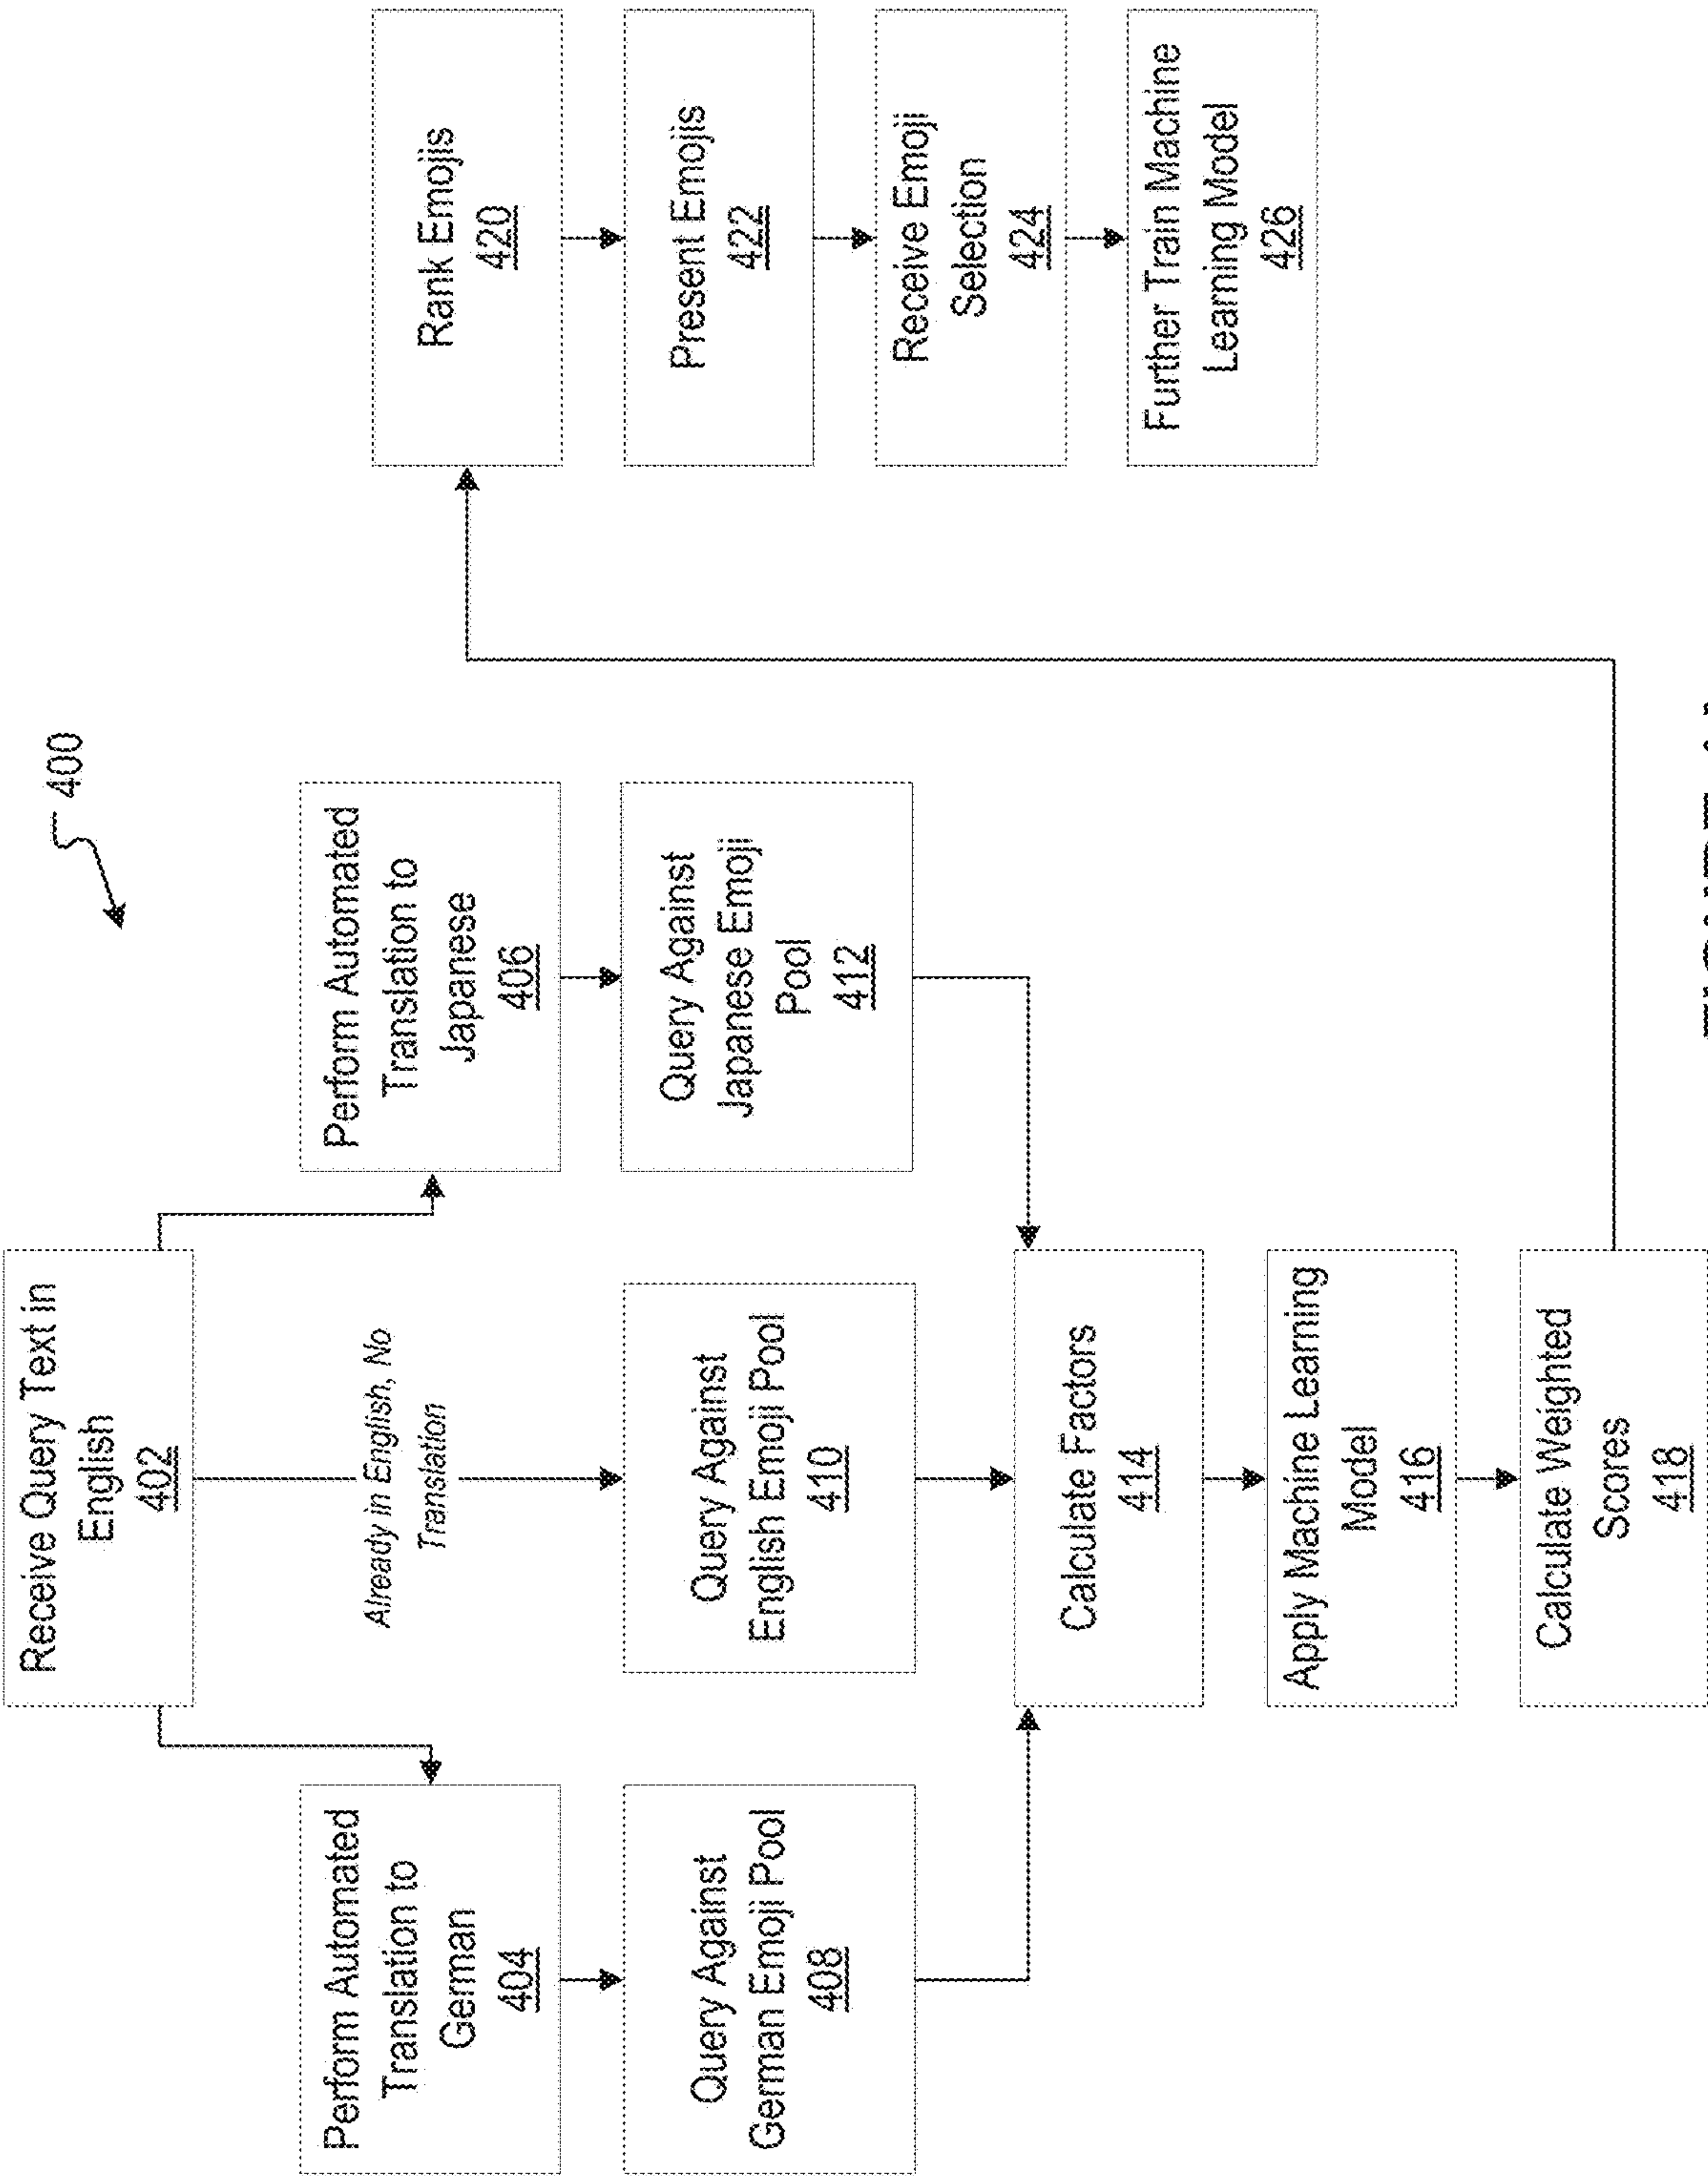 400
Receive Query Text in
English
402
Perform Automated
Translation to
German
404
Already in English, No
Translation
Perform Automated
Translation to
Japanese
406
Query Against
German Emoji Pool
408
Query Against
English Emoji Pool
410
Query Against
Japanese Emoji
Pool
412
Calculate Factors
414
Apply Machine Learning
Model
416
Calculate Weighted
Scores
418
Rank Emojis
420
Present Emojis
422
Receive Emoji
Selection
424
Further Train Machine
Learning Model
426